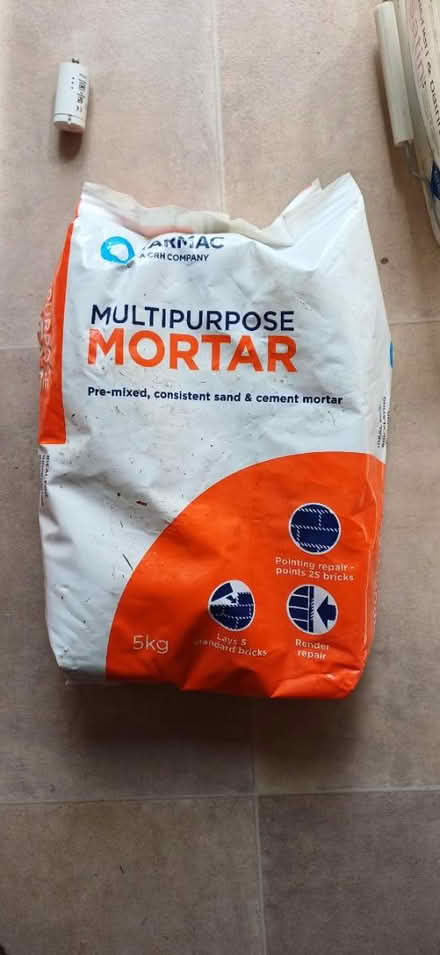 TARMAC
A CRH COMPANY
MULTIPURPOSE
MORTAR
Pre-mixed, consistent sand & cement mortar
Pointing repair -
points 25 bricks
Lays 5
standard bricks
Render
repair
5kg